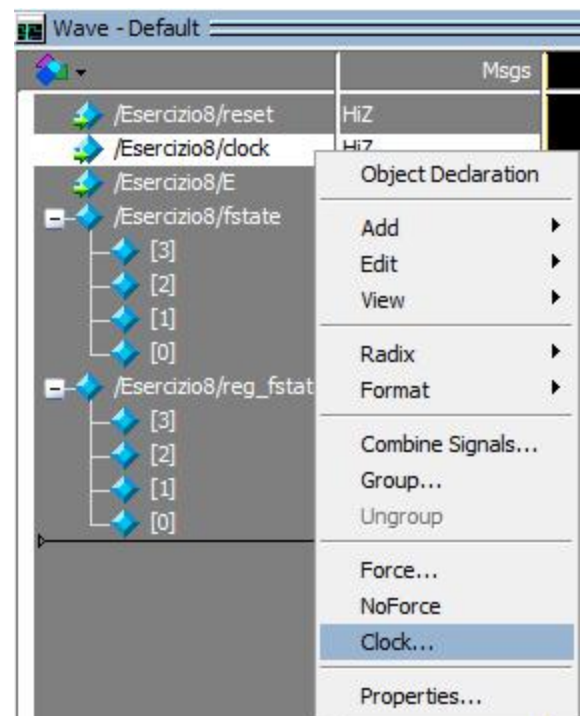 Wave - Default
Msgs
/Esercizio8/reset HiZ
/Esercizio8/clock HiZ
/Esercizio8/E
/Esercizio8/fstate
[3]
[2]
[1]
[0]
/Esercizio8/reg_fstat
[3]
[2]
[1]
[0]
Object Declaration
Add
Edit
View
Radix
Format
Combine Signals...
Group...
Ungroup
Force...
NoForce
Clock...
Properties...